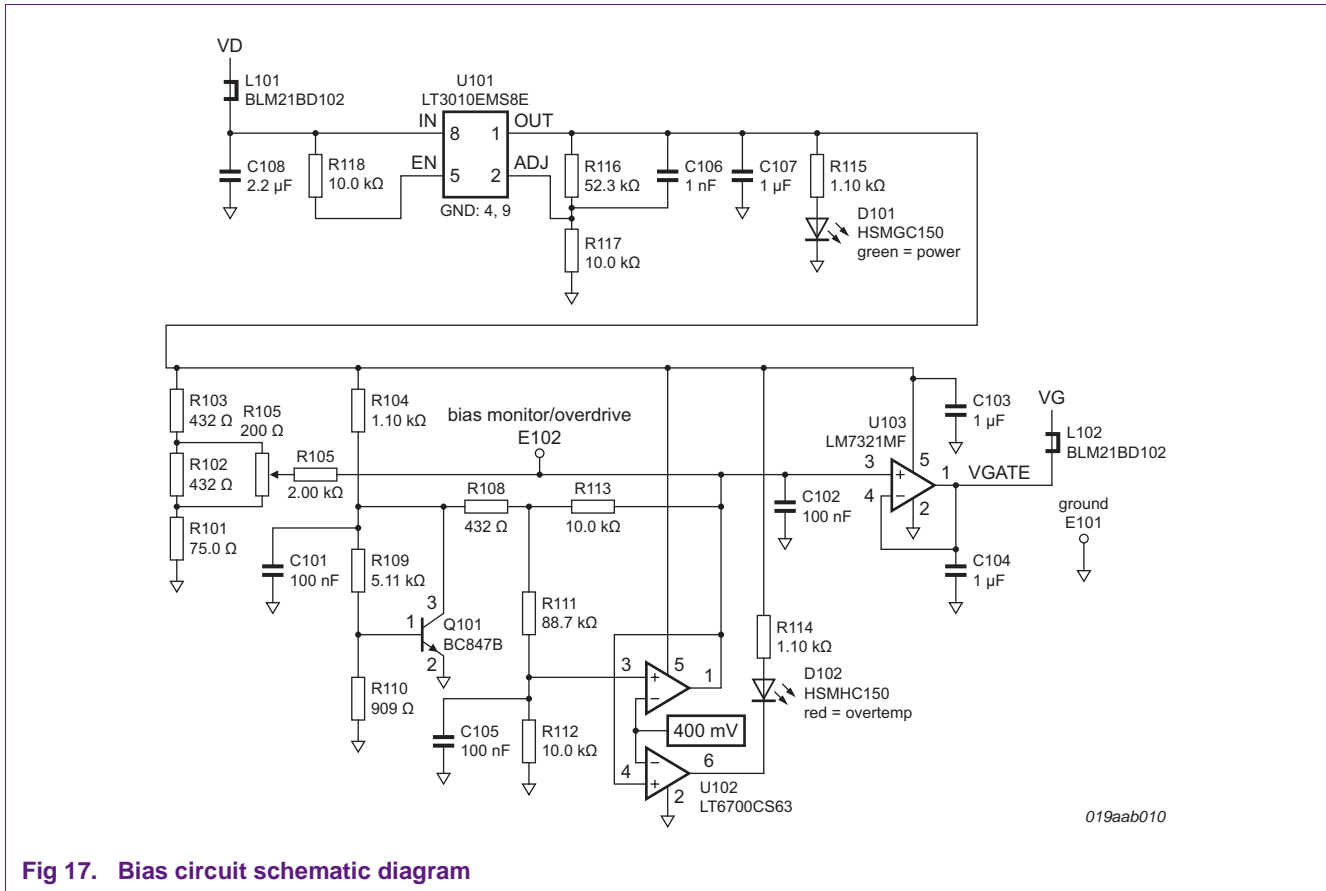 VD
L101
BLM21BD102
U101
LT3010EMS8E
IN
8
1
OUT
EN
5
2
ADJ
GND: 4, 9
C108
2.2 µF
R118
10.0 kΩ
R116
52.3 kΩ
C106
1 nF
C107
1 µF
R115
1.10 kΩ
R117
10.0 kΩ
D101
HSMGC150
green = power
R103
432 Ω
R105
200 Ω
R102
432 Ω
R101
75.0 Ω
R104
1.10 kΩ
bias monitor/overdrive
E102
R105
2.00 kΩ
R108
432 Ω
R113
10.0 kΩ
C101
100 nF
R109
5.11 kΩ
3
1
2
Q101
BC847B
R110
909 Ω
R111
88.7 kΩ
C105
100 nF
R112
10.0 kΩ
3
+
−
5
1
400 mV
4
−
+
6
2
U102
LT6700CS63
C102
100 nF
R114
1.10 kΩ
D102
HSMHC150
red = overtemp
U103
LM7321MF
3
+
4
−
5
1
2
VGATE
C103
1 µF
VG
L102
BLM21BD102
C104
1 µF
ground
E101
019aab010
Fig 17. Bias circuit schematic diagram